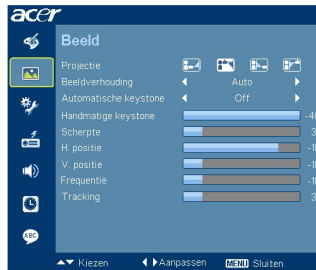 acer
Beeld
Projectie
Beeldverhouding Auto
Automatische keystone Off
Handmatige keystone
Scherpte
H. positie
V. positie
Frequentie
Tracking
ABC
Kiezen Aanpassen MENU Sluiten